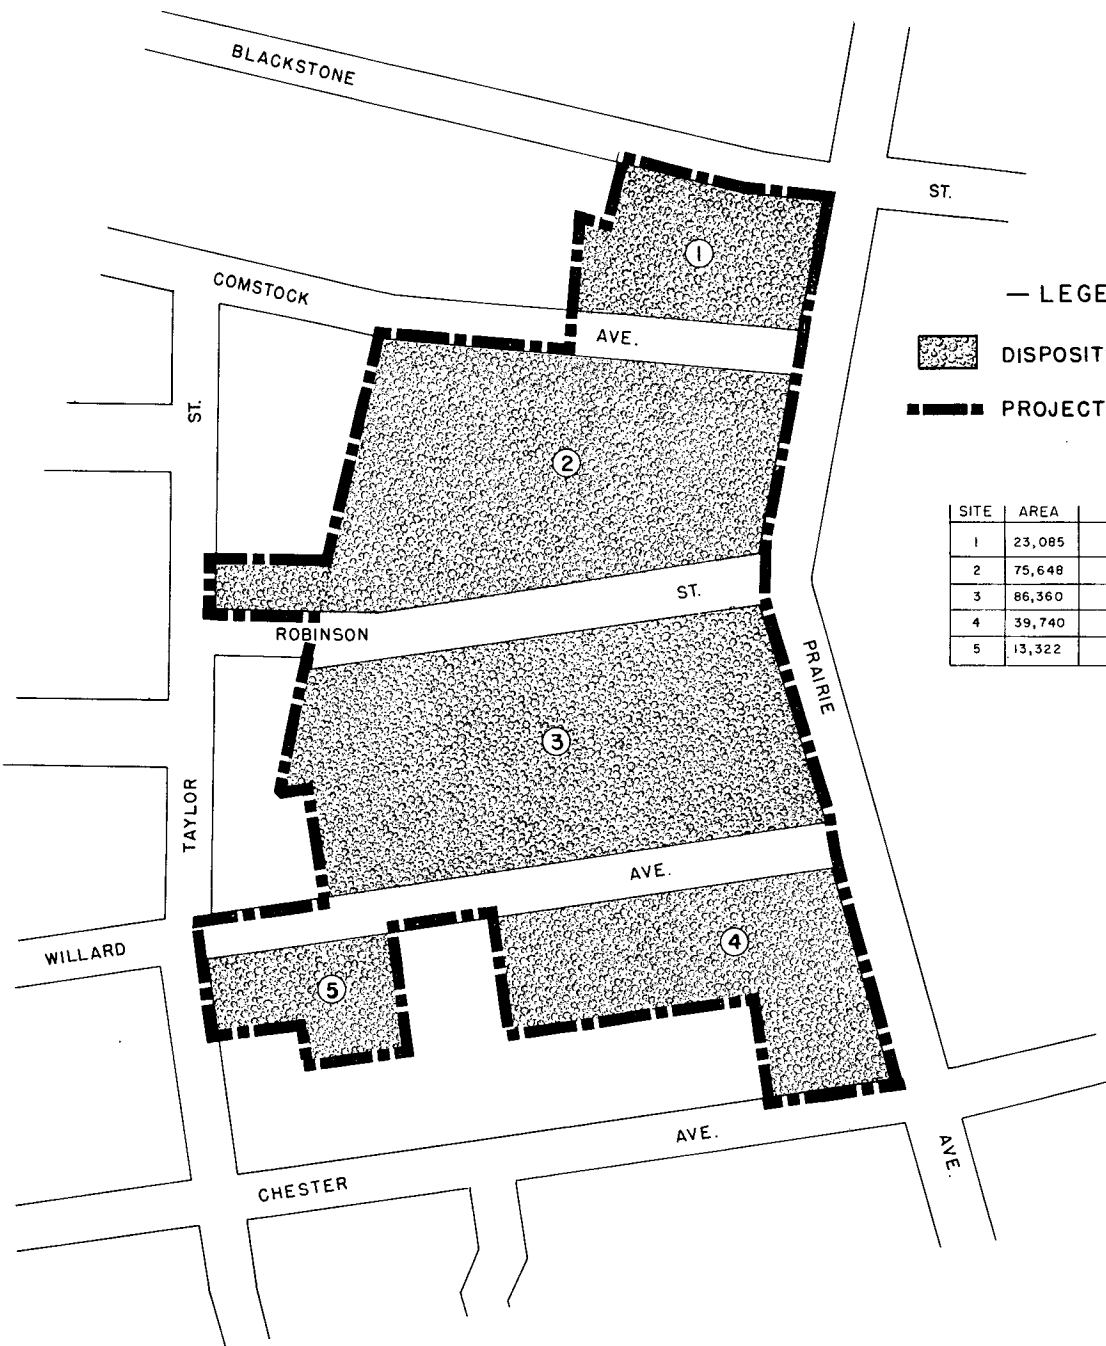 BLACKSTONE
ST.
1
COMSTOCK
AVE.
— LEGE
DISPOSIT
PROJECT
ST.
2
SITE AREA
1 23,085
2 75,648
3 86,360
4 39,740
5 13,322
ST.
ROBINSON
PRAIRIE
3
TAYLOR
AVE.
WILLARD
4
5
AVE.
AVE.
CHESTER